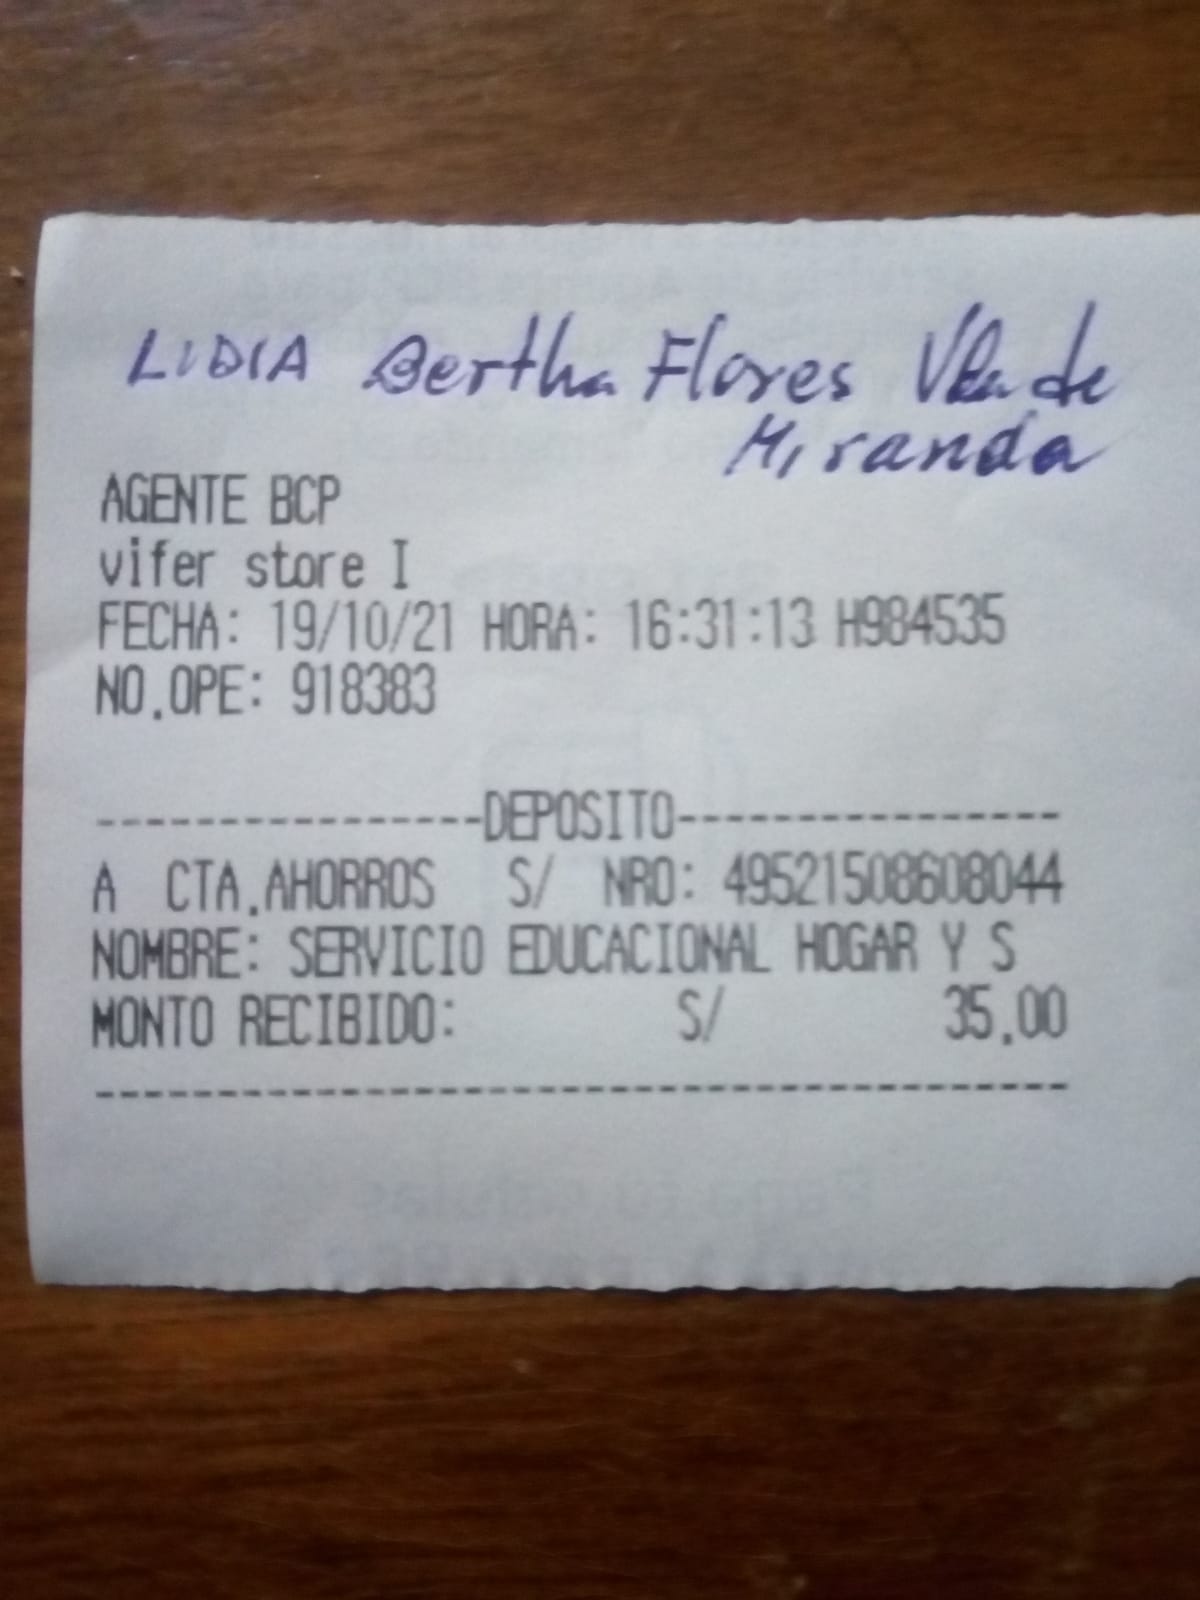 LIDIA Bertha Flores Vda de
Miranda
AGENTE BCP
vifer store I
FECHA: 19/10/21 HORA: 16:31:13 H984535
NO.OPE: 918383
----------------DEPOSITO----------------
A CTA.AHORROS S/ NRO: 49521508608044
NOMBRE: SERVICIO EDUCACIONAL HOGAR Y S
MONTO RECIBIDO: S/ 35.00
----------------------------------------